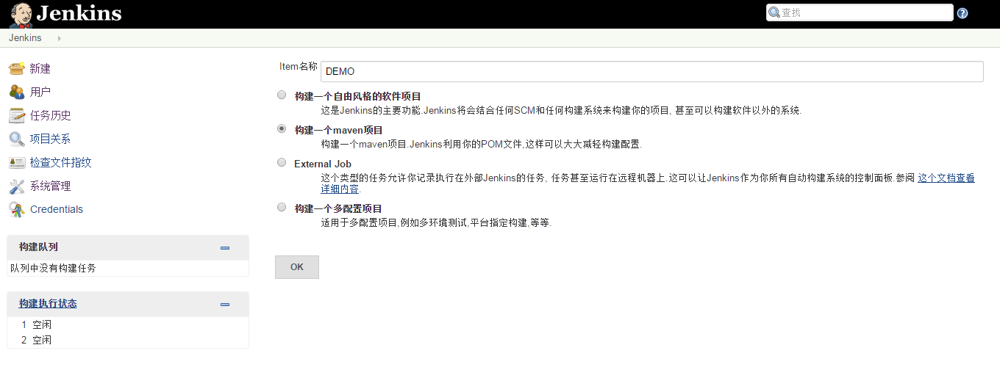 Jenkins
查找
Jenkins
新建
用户
任务历史
项目关系
检查文件指纹
系统管理
Credentials
构建队列
队列中没有构建任务
构建执行状态
1 空闲
2 空闲
Item名称 DEMO
构建一个自由风格的软件项目
这是Jenkins的主要功能.Jenkins将会结合任何SCM和任何构建系统来构建你的项目, 甚至可以构建软件以外的系统.
构建一个maven项目
构建一个maven项目.Jenkins利用你的POM文件,这样可以大大减轻构建配置.
External Job
这个类型的任务允许你记录执行在外部Jenkins的任务, 任务甚至运行在远程机器上.这可以让Jenkins作为你所有自动构建系统的控制面板.参阅 这个文档查看
详细内容.
构建一个多配置项目
适用于多配置项目,例如多环境测试,平台指定构建,等等.
OK